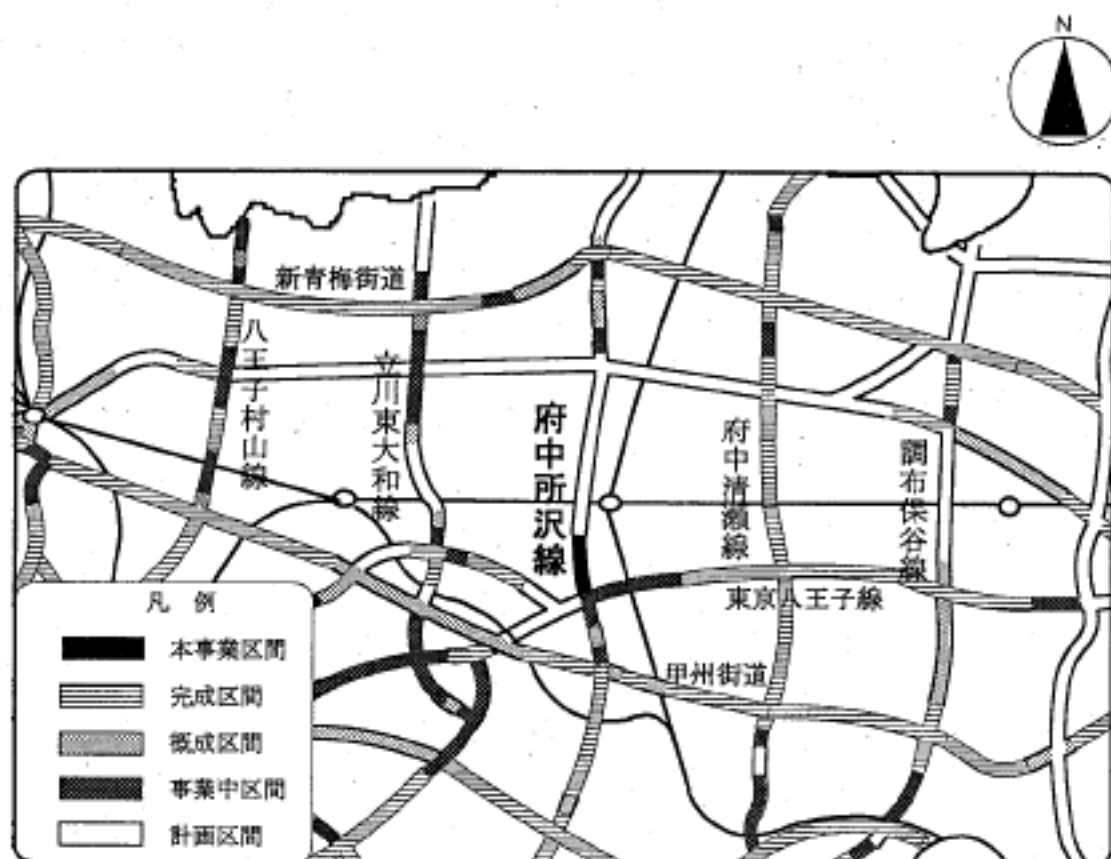 N
新青梅街道
八王子村山線
立川東大和線
府中所沢線
府中清瀬線
調布保谷線
東京八王子線
甲州街道
凡例
本事業区間
完成区間
概成区間
事業中区間
計画区間